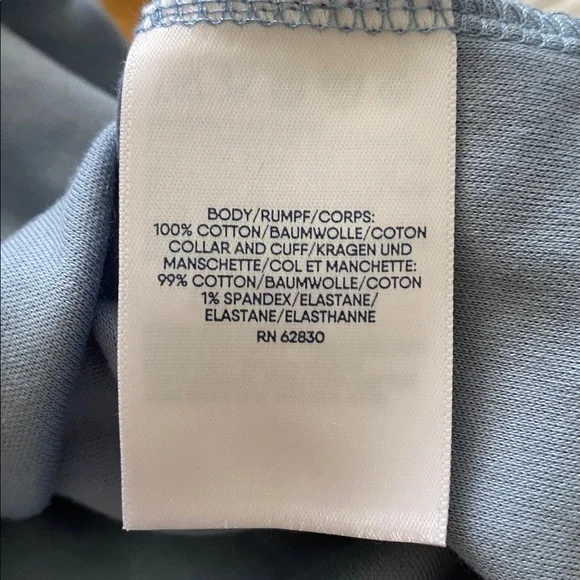 BODY/RUMPF/CORPS:
100% COTTON/BAUMWOLLE/COTON
COLLAR AND CUFF/KRAGEN UND
MANSCHETTE/COL ET MANCHETTE:
99% COTTON/BAUMWOLLE/COTON
1% SPANDEX/ELASTANE/
ELASTANE/ELASTHANNE
RN 62830